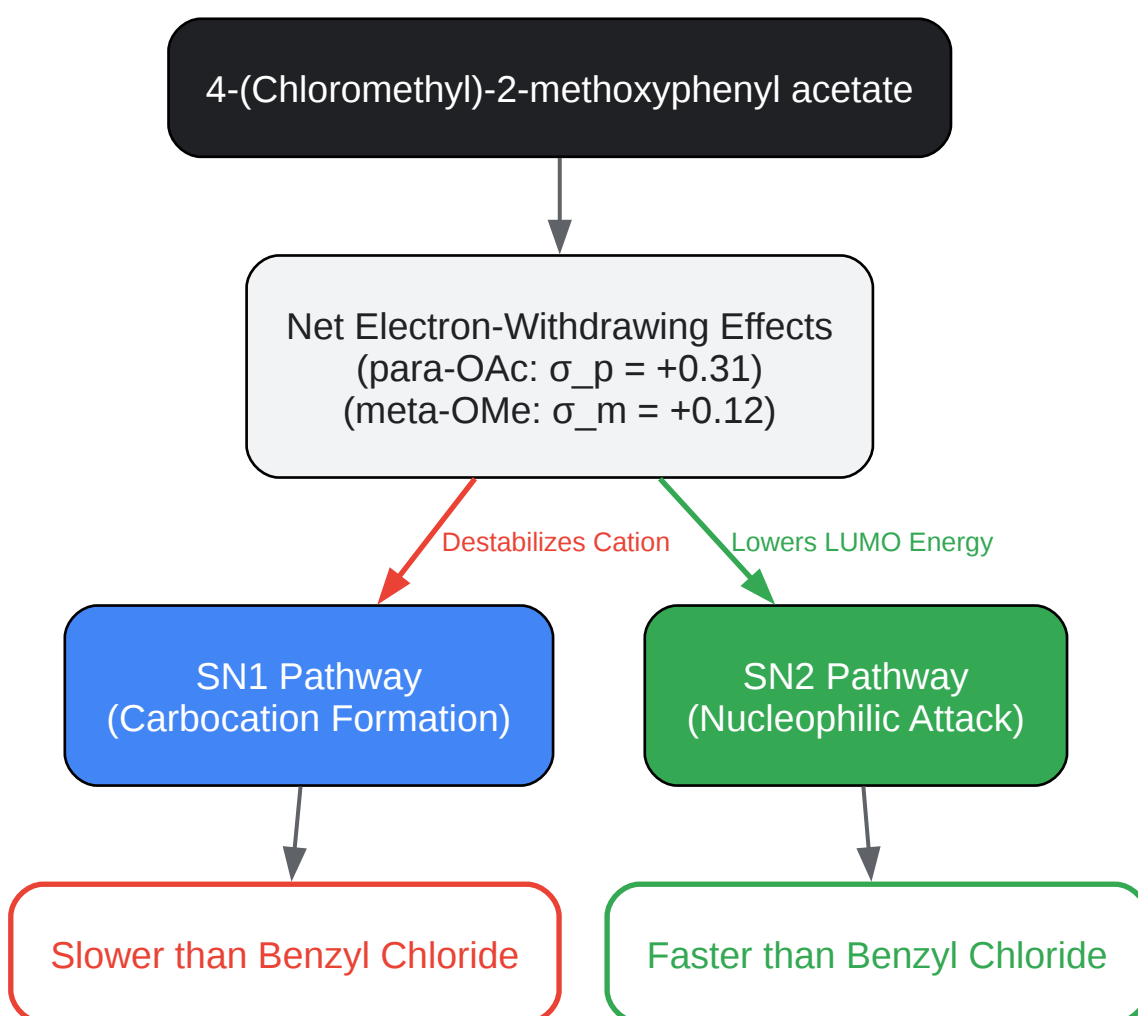 4-(Chloromethyl)-2-methoxyphenyl acetate
Net Electron-Withdrawing Effects
(para-OAc: σ_p = +0.31)
(meta-OMe: σ_m = +0.12)
Destabilizes Cation
Lowers LUMO Energy
SN1 Pathway
(Carbocation Formation)
SN2 Pathway
(Nucleophilic Attack)
Slower than Benzyl Chloride
Faster than Benzyl Chloride